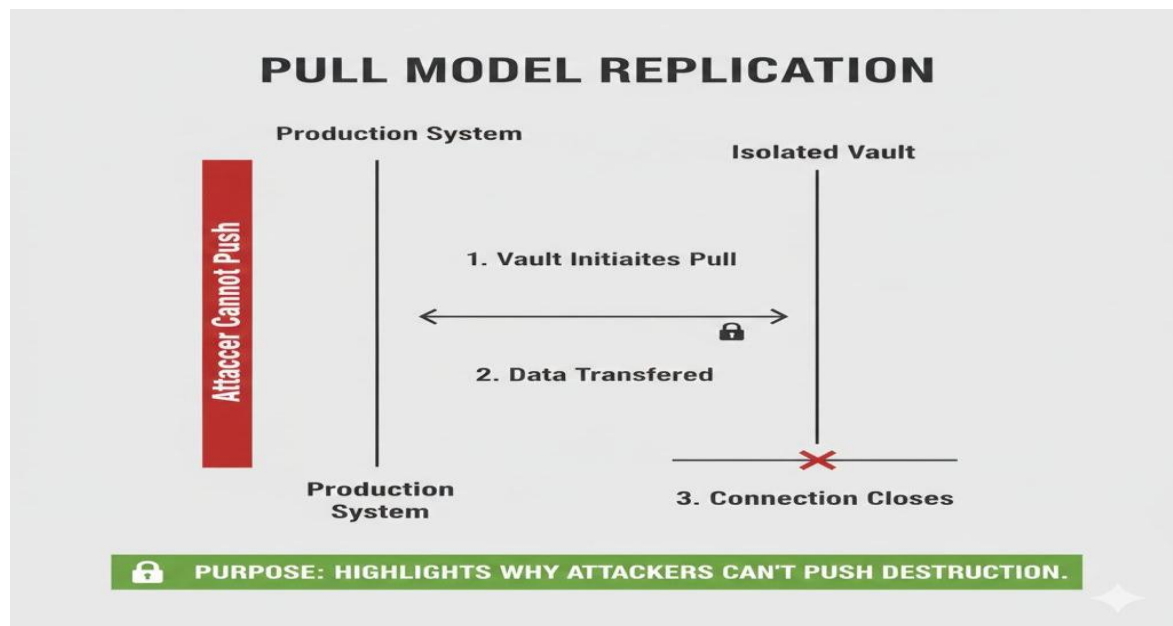 PULL MODEL REPLICATION
Production System
Isolated Vault
Attaccer Cannot Push
1. Vault Initiaites Pull
2. Data Transfered
Production
System
3. Connection Closes
PURPOSE: HIGHLIGHTS WHY ATTACKERS CAN'T PUSH DESTRUCTION.